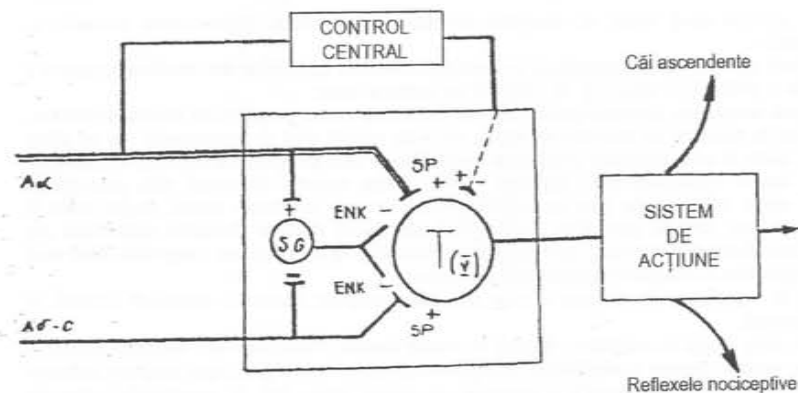 CONTROL
CENTRAL
Căi ascendente
Aα
SP
+
+
-
ENK
-
+
SG
-
T
(V)
ENK
-
+
SP
Aδ-C
SISTEM
DE
ACȚIUNE
Reflexele nociceptive